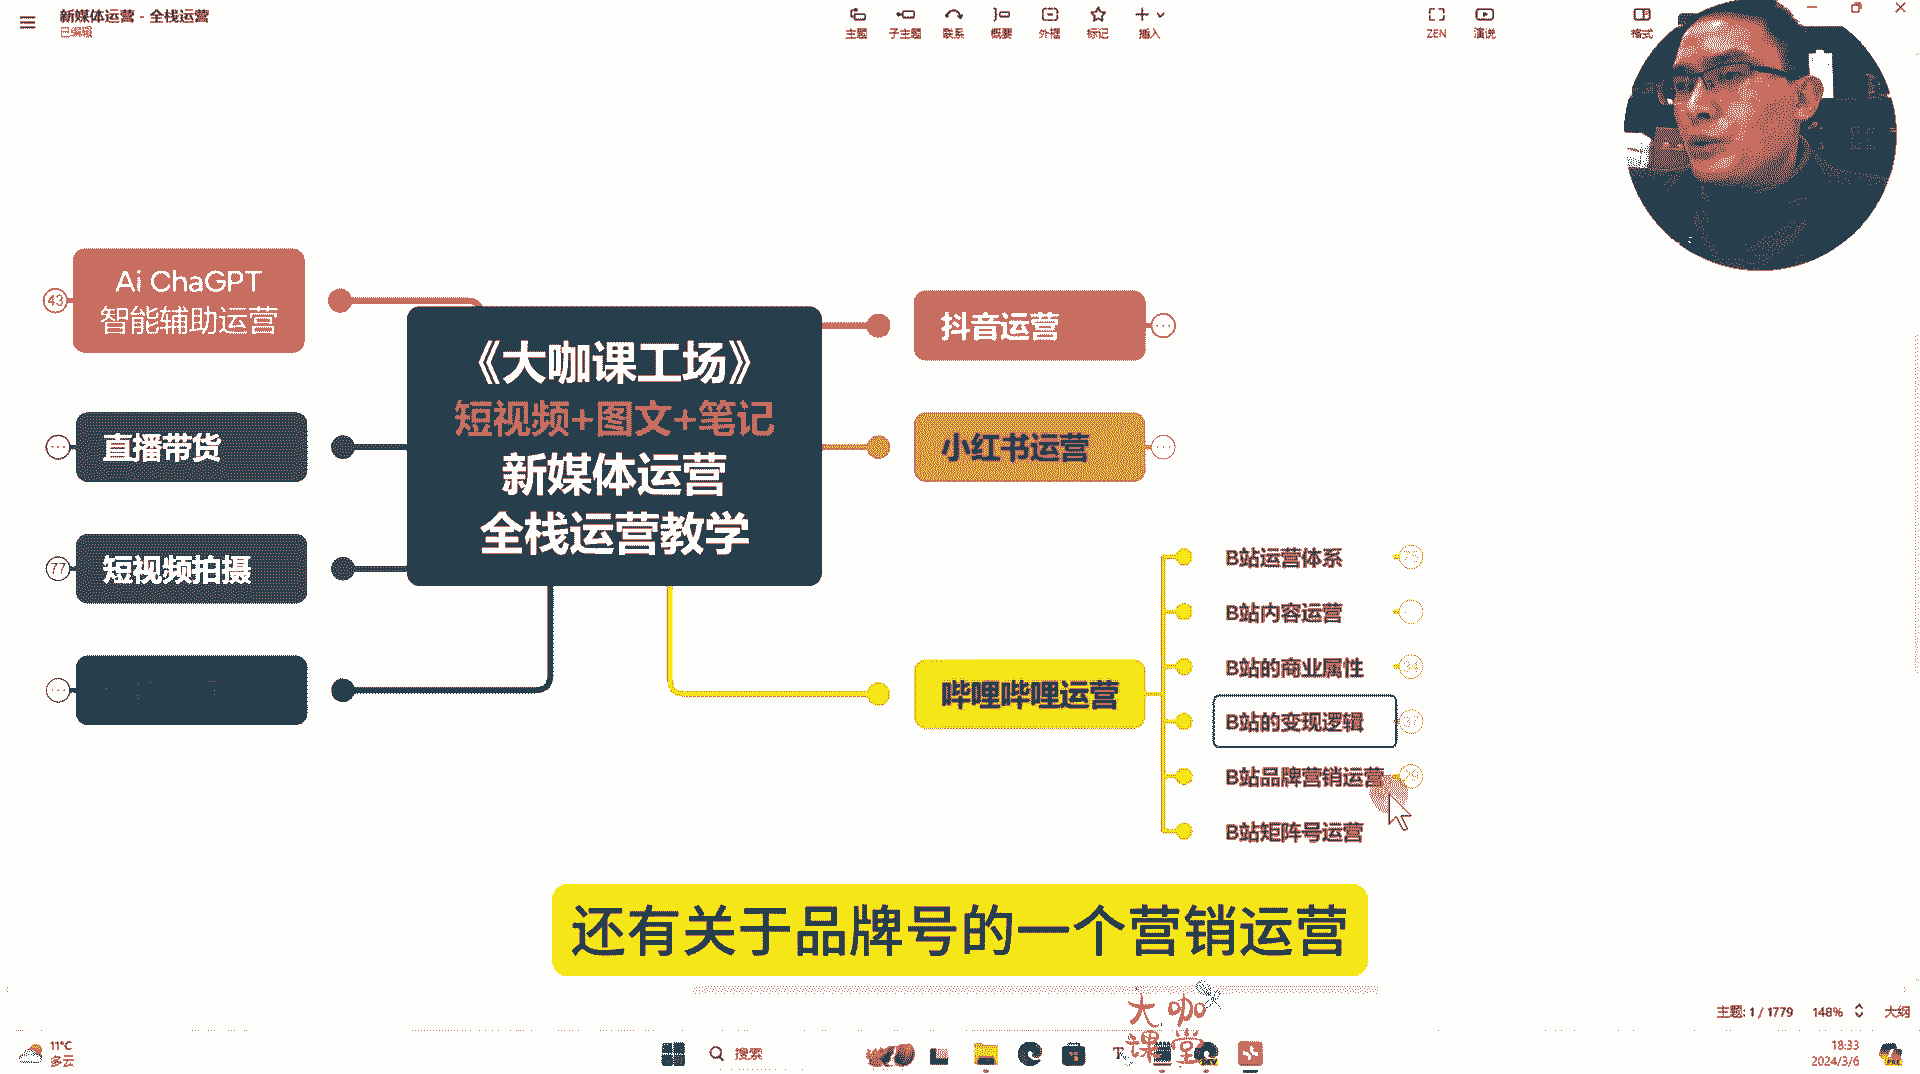 新媒体运营 - 全栈运营
已编辑
主题
子主题
联系
概要
外框
标记
插入
ZEN
演说
格式
43
Ai ChaGPT
智能辅助运营
直播带货
77
短视频拍摄
《大咖课工场》
短视频+图文+笔记
新媒体运营
全栈运营教学
抖音运营
小红书运营
哔哩哔哩运营
B站运营体系
B站内容运营
B站的商业属性
34
B站的变现逻辑
37
B站品牌营销运营
B站矩阵号运营
还有关于品牌号的一个营销运营
大咖
课堂
主题: 1 / 1779
148%
大纲
11°C
多云
搜索
18:33
2024/3/6